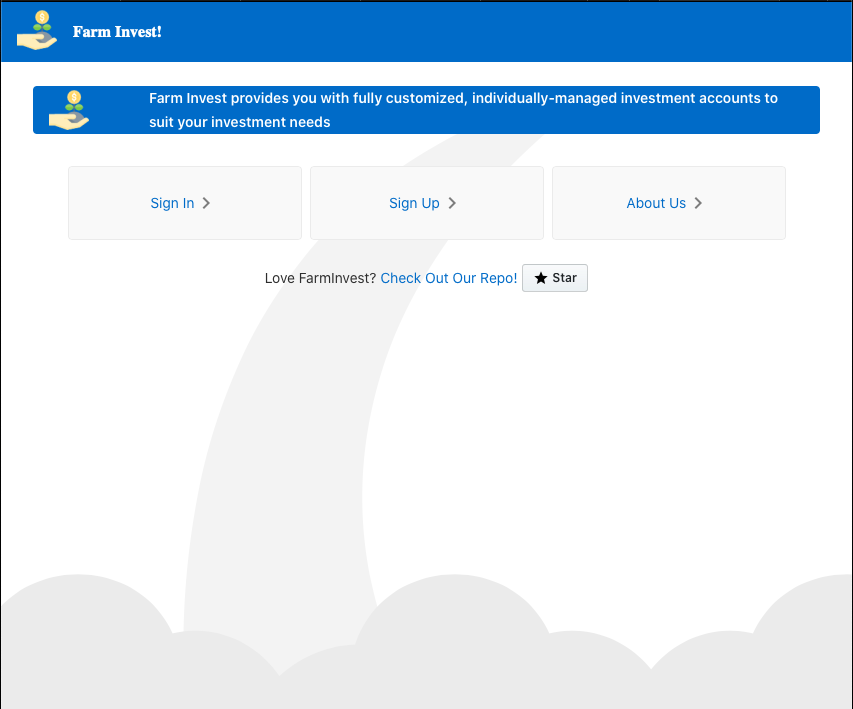 Farm Invest!
Farm Invest provides you with fully customized, individually-managed investment accounts to
suit your investment needs
Sign In
Sign Up
About Us
Love FarmInvest? Check Out Our Repo! Star